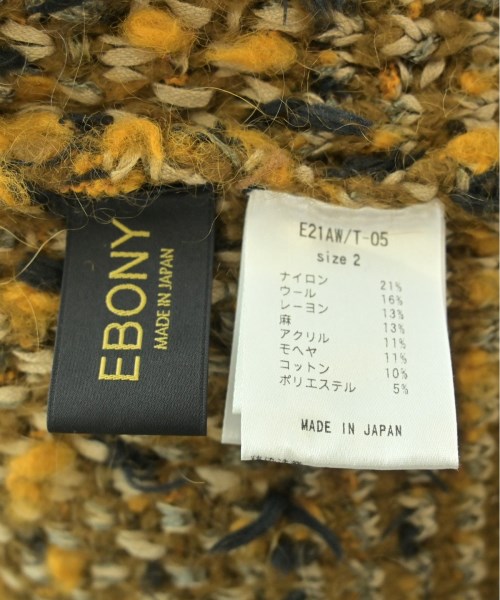 EBONY
MADE IN JAPAN
E21AW/T-05
size 2
ナイロン 21%
ウール 16%
レーヨン 13%
麻 13%
アクリル 11%
モヘヤ 11%
コットン 10%
ポリエステル 5%
MADE IN JAPAN